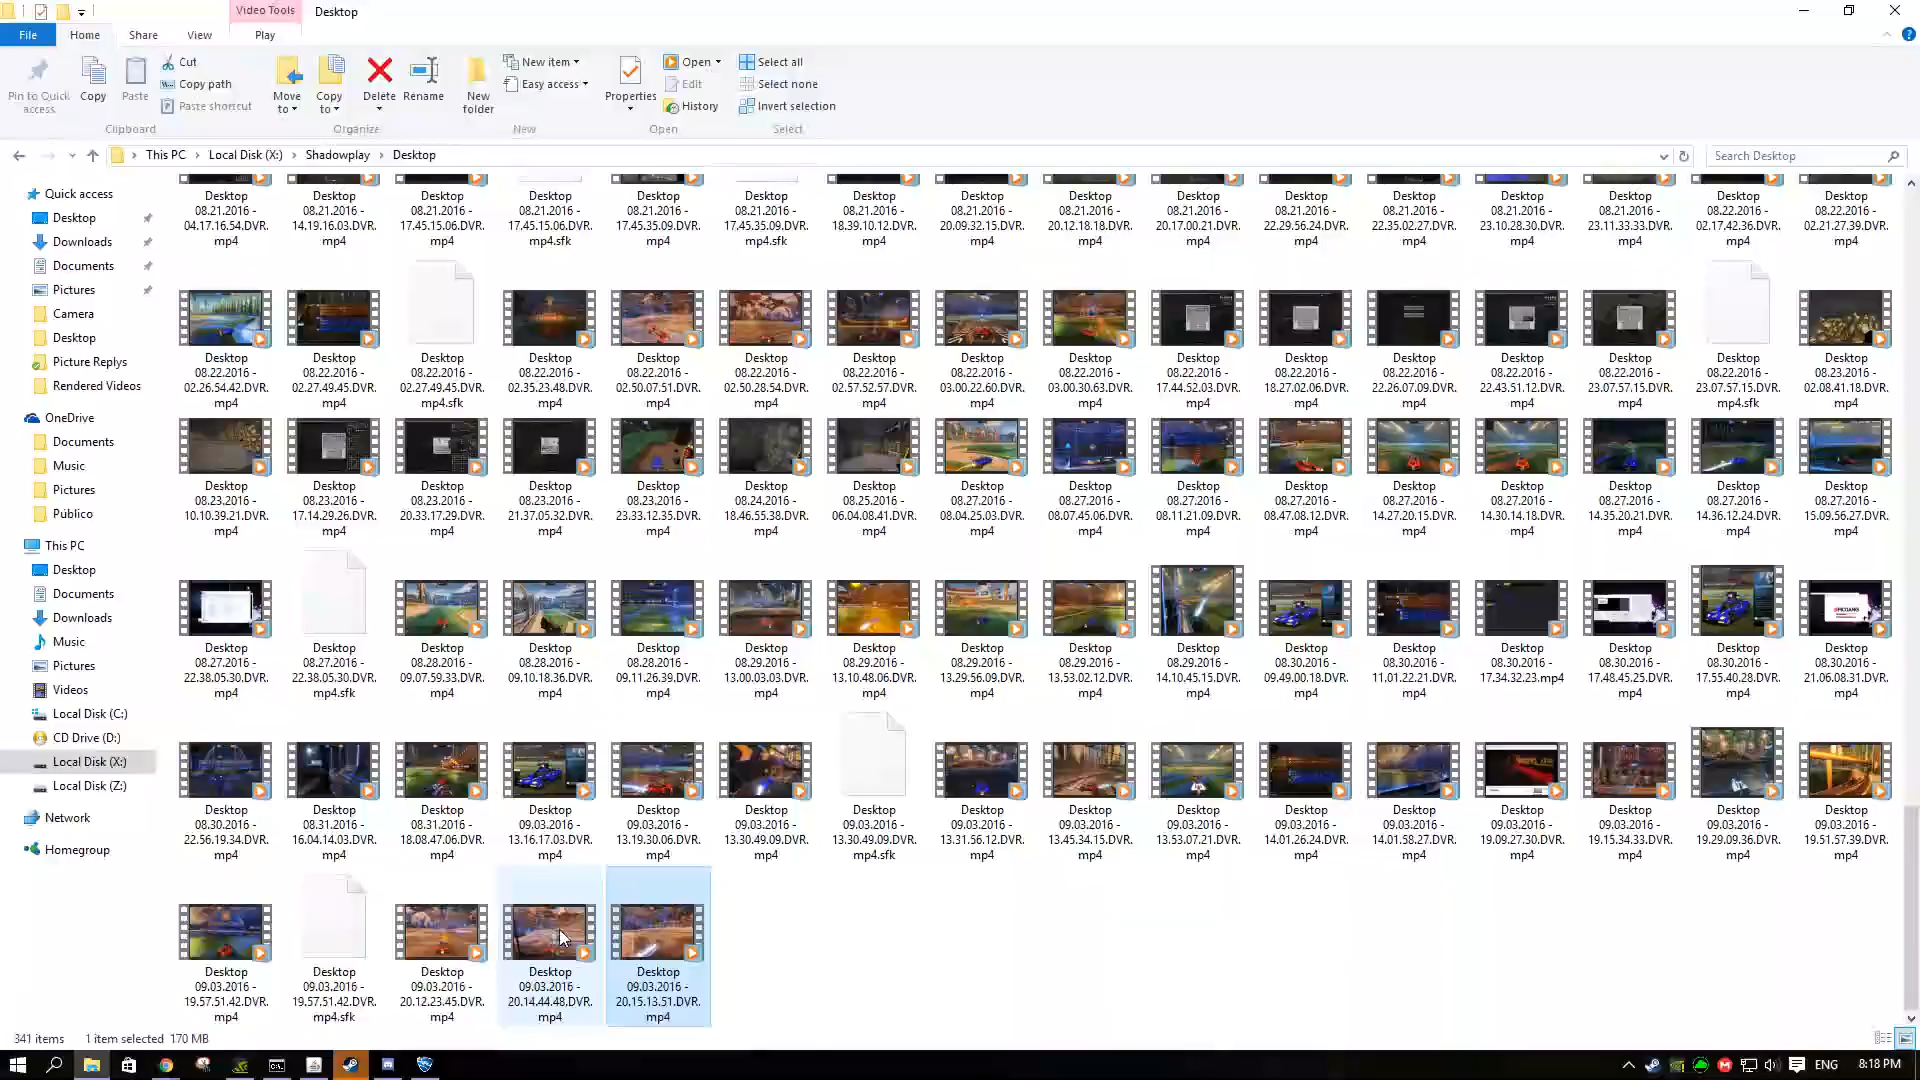 Video Tools
Desktop
File
Home
Share
View
Play
Pin to Quick access
Copy
Paste
Cut
Copy path
Paste shortcut
Move to
Copy to
Delete
Rename
New folder
New item
Easy access
Properties
Open
Edit
History
Select all
Select none
Invert selection
Clipboard
Organize
New
Open
Select
This PC
Local Disk (X:)
Shadowplay
Desktop
Search Desktop
Quick access
Desktop
Downloads
Documents
Pictures
Camera
Desktop
Picture Replys
Rendered Videos
OneDrive
Documents
Music
Pictures
Público
This PC
Desktop
Documents
Downloads
Music
Pictures
Videos
Local Disk (C:)
CD Drive (D:)
Local Disk (X:)
Local Disk (Z:)
Network
Homegroup
Desktop 08.21.2016 - 04.17.16.54.DVR.mp4
Desktop 08.21.2016 - 14.19.16.03.DVR.mp4
Desktop 08.21.2016 - 17.45.15.06.DVR.mp4
Desktop 08.21.2016 - 17.45.15.06.DVR.mp4.sfk
Desktop 08.21.2016 - 17.45.35.09.DVR.mp4
Desktop 08.21.2016 - 17.45.35.09.DVR.mp4.sfk
Desktop 08.21.2016 - 18.39.10.12.DVR.mp4
Desktop 08.21.2016 - 20.09.32.15.DVR.mp4
Desktop 08.21.2016 - 20.12.18.18.DVR.mp4
Desktop 08.21.2016 - 20.17.00.21.DVR.mp4
Desktop 08.21.2016 - 22.29.56.24.DVR.mp4
Desktop 08.21.2016 - 22.35.02.27.DVR.mp4
Desktop 08.21.2016 - 23.10.28.30.DVR.mp4
Desktop 08.21.2016 - 23.11.33.33.DVR.mp4
Desktop 08.22.2016 - 02.17.42.36.DVR.mp4
Desktop 08.22.2016 - 02.21.27.39.DVR.mp4
Desktop 08.22.2016 - 02.26.54.42.DVR.mp4
Desktop 08.22.2016 - 02.27.49.45.DVR.mp4
Desktop 08.22.2016 - 02.27.49.45.DVR.mp4.sfk
Desktop 08.22.2016 - 02.35.23.48.DVR.mp4
Desktop 08.22.2016 - 02.50.07.51.DVR.mp4
Desktop 08.22.2016 - 02.50.28.54.DVR.mp4
Desktop 08.22.2016 - 02.57.52.57.DVR.mp4
Desktop 08.22.2016 - 03.00.22.60.DVR.mp4
Desktop 08.22.2016 - 03.00.30.63.DVR.mp4
Desktop 08.22.2016 - 17.44.52.03.DVR.mp4
Desktop 08.22.2016 - 18.27.02.06.DVR.mp4
Desktop 08.22.2016 - 22.26.07.09.DVR.mp4
Desktop 08.22.2016 - 22.43.51.12.DVR.mp4
Desktop 08.22.2016 - 23.07.57.15.DVR.mp4
Desktop 08.22.2016 - 23.07.57.15.DVR.mp4.sfk
Desktop 08.23.2016 - 02.08.41.18.DVR.mp4
Desktop 08.23.2016 - 10.10.39.21.DVR.mp4
Desktop 08.23.2016 - 17.14.29.26.DVR.mp4
Desktop 08.23.2016 - 20.33.17.29.DVR.mp4
Desktop 08.23.2016 - 21.37.05.32.DVR.mp4
Desktop 08.23.2016 - 23.33.12.35.DVR.mp4
Desktop 08.24.2016 - 18.46.55.38.DVR.mp4
Desktop 08.25.2016 - 06.04.08.41.DVR.mp4
Desktop 08.27.2016 - 08.04.25.03.DVR.mp4
Desktop 08.27.2016 - 08.07.45.06.DVR.mp4
Desktop 08.27.2016 - 08.11.21.09.DVR.mp4
Desktop 08.27.2016 - 08.47.08.12.DVR.mp4
Desktop 08.27.2016 - 14.27.20.15.DVR.mp4
Desktop 08.27.2016 - 14.30.14.18.DVR.mp4
Desktop 08.27.2016 - 14.35.20.21.DVR.mp4
Desktop 08.27.2016 - 14.36.12.24.DVR.mp4
Desktop 08.27.2016 - 15.09.56.27.DVR.mp4
Desktop 08.27.2016 - 22.38.05.30.DVR.mp4
Desktop 08.27.2016 - 22.38.05.30.DVR.mp4.sfk
Desktop 08.28.2016 - 09.07.59.33.DVR.mp4
Desktop 08.28.2016 - 09.10.18.36.DVR.mp4
Desktop 08.28.2016 - 09.11.26.39.DVR.mp4
Desktop 08.29.2016 - 13.00.03.03.DVR.mp4
Desktop 08.29.2016 - 13.10.48.06.DVR.mp4
Desktop 08.29.2016 - 13.29.56.09.DVR.mp4
Desktop 08.29.2016 - 13.53.02.12.DVR.mp4
Desktop 08.29.2016 - 14.10.45.15.DVR.mp4
Desktop 08.30.2016 - 09.49.00.18.DVR.mp4
Desktop 08.30.2016 - 11.01.22.21.DVR.mp4
Desktop 08.30.2016 - 17.34.32.23.mp4
Desktop 08.30.2016 - 17.48.45.25.DVR.mp4
Desktop 08.30.2016 - 17.55.40.28.DVR.mp4
Desktop 08.30.2016 - 21.06.08.31.DVR.mp4
Desktop 08.30.2016 - 22.56.19.34.DVR.mp4
Desktop 08.31.2016 - 16.04.14.03.DVR.mp4
Desktop 08.31.2016 - 18.08.47.06.DVR.mp4
Desktop 09.03.2016 - 13.16.17.03.DVR.mp4
Desktop 09.03.2016 - 13.19.30.06.DVR.mp4
Desktop 09.03.2016 - 13.30.49.09.DVR.mp4
Desktop 09.03.2016 - 13.30.49.09.DVR.mp4.sfk
Desktop 09.03.2016 - 13.31.56.12.DVR.mp4
Desktop 09.03.2016 - 13.45.34.15.DVR.mp4
Desktop 09.03.2016 - 13.53.07.21.DVR.mp4
Desktop 09.03.2016 - 14.01.26.24.DVR.mp4
Desktop 09.03.2016 - 14.01.58.27.DVR.mp4
Desktop 09.03.2016 - 19.09.27.30.DVR.mp4
Desktop 09.03.2016 - 19.15.34.33.DVR.mp4
Desktop 09.03.2016 - 19.29.09.36.DVR.mp4
Desktop 09.03.2016 - 19.51.57.39.DVR.mp4
Desktop 09.03.2016 - 19.57.51.42.DVR.mp4
Desktop 09.03.2016 - 19.57.51.42.DVR.mp4.sfk
Desktop 09.03.2016 - 20.12.23.45.DVR.mp4
Desktop 09.03.2016 - 20.14.44.48.DVR.mp4
Desktop 09.03.2016 - 20.15.13.51.DVR.mp4
341 items
1 item selected 170 MB
ENG
8:18 PM